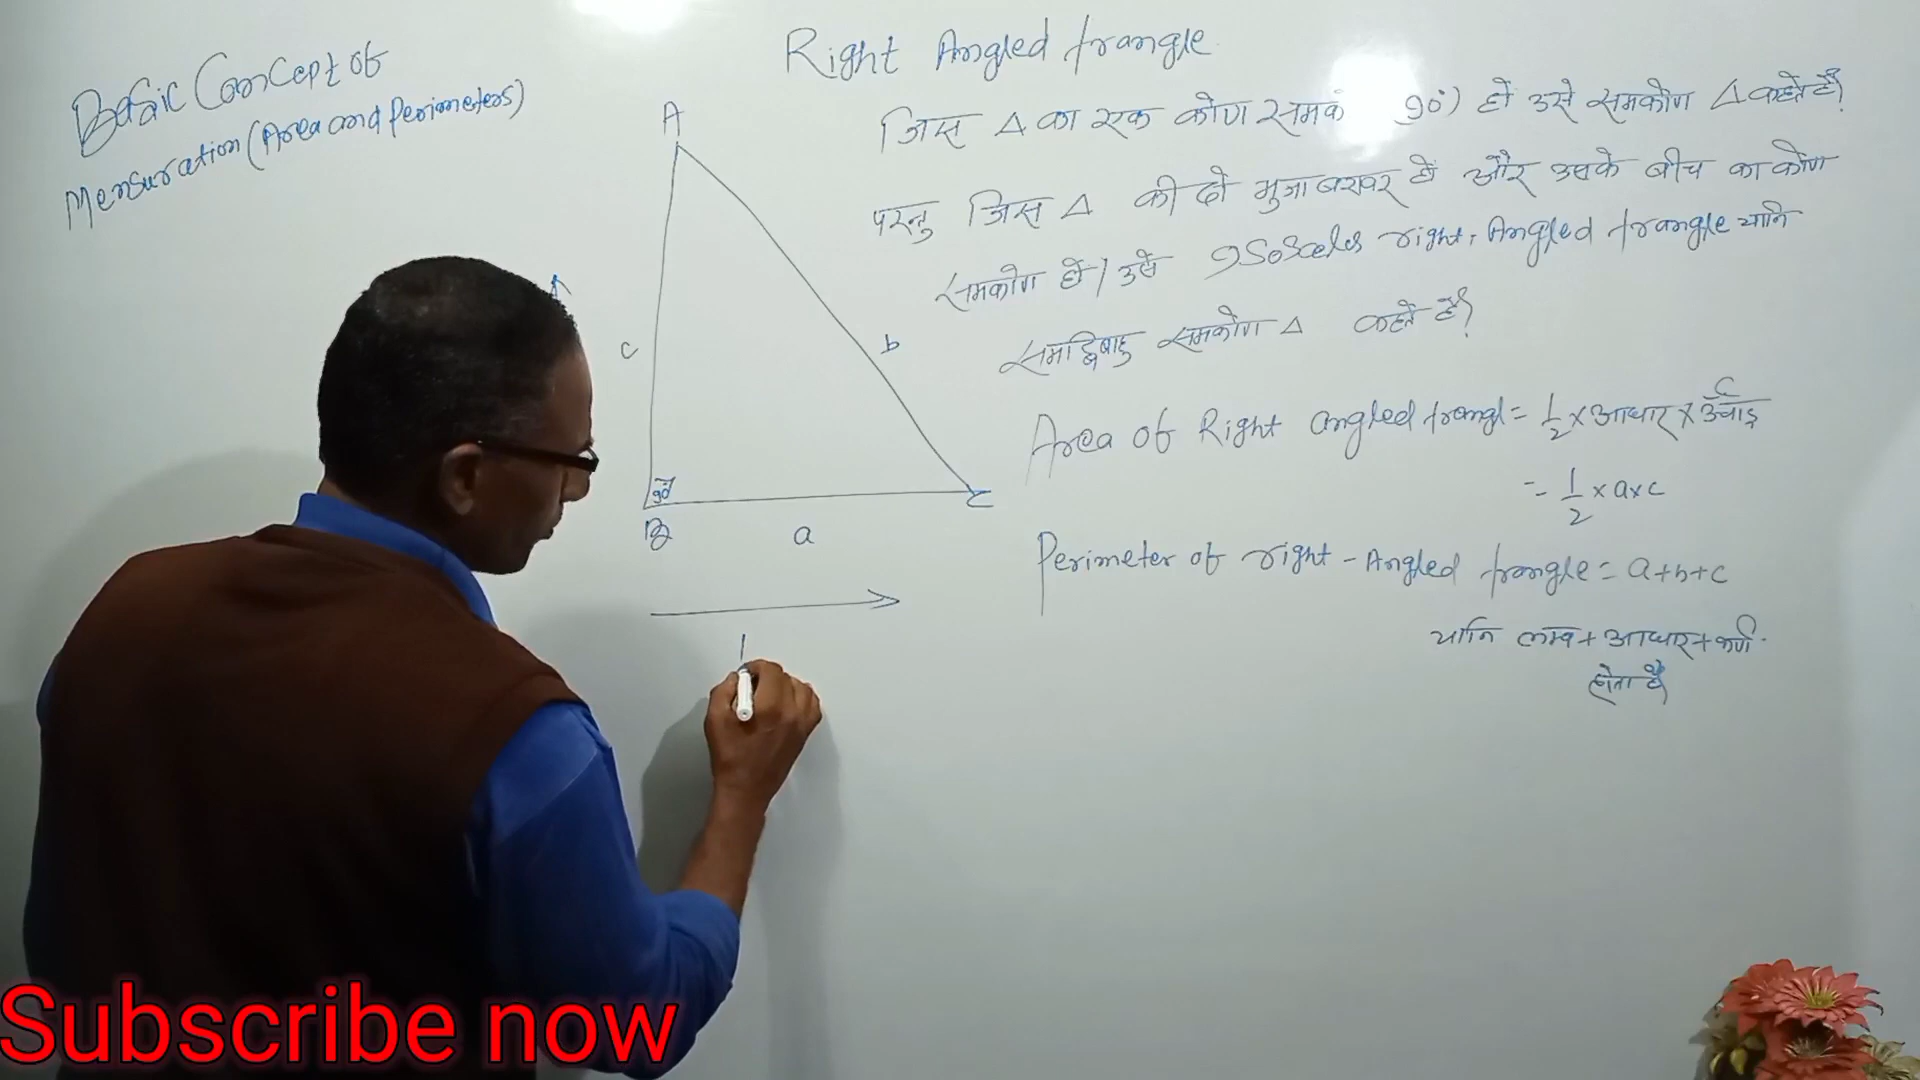 Basic Concept of
Mensuration (Area and Perimeters)
Right Angled trangle
जिस △ का एक कोण समकं 90°) हो उसे समकोण △ कहते हैं?
परन्तु जिस △ की दो भुजा बराबर हो और उसके बीच का कोण
समकोण हो / उसे Isosceles right, Angled trangle यानि
समद्विबाहु समकोण △ कहते हैं?
A
c
b
90°
B
a
C
Area of Right angled trangl = 1/2 × आधार × ऊंचाइ
= 1/2 × a × c
Perimeter of right - Angled trangle = a+b+c
यानि लम्ब + आधार + कर्ण
होता है
Subscribe now